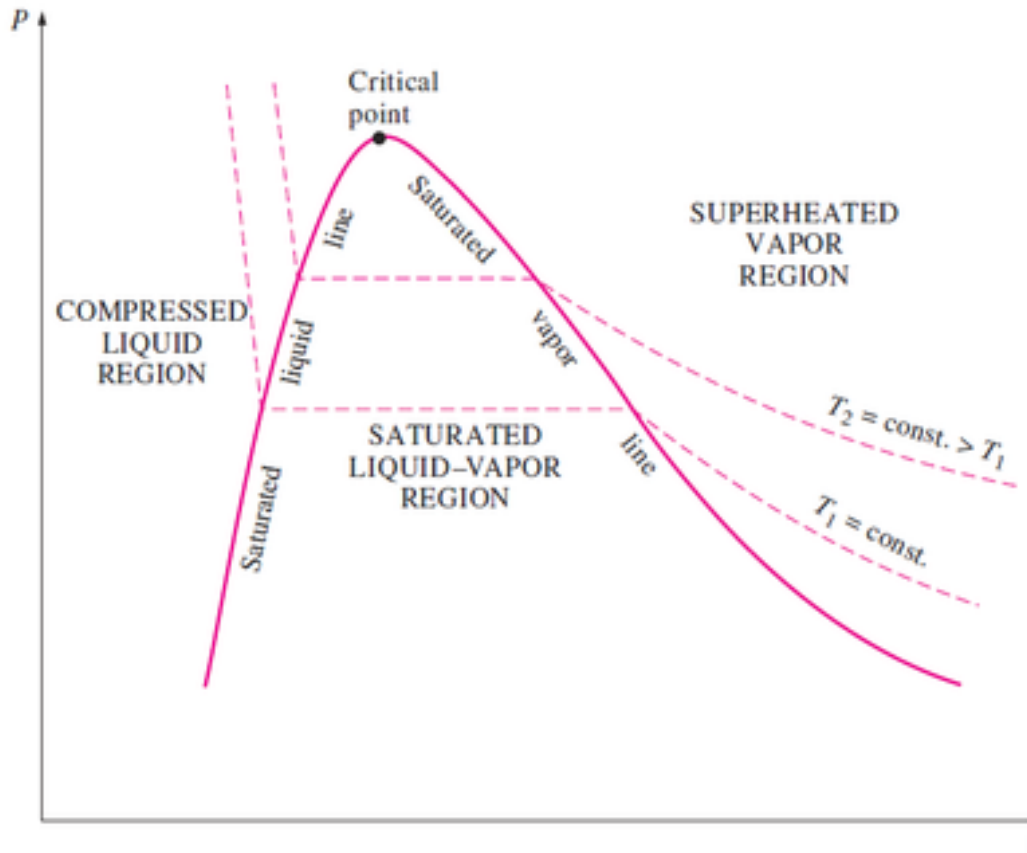 P
Critical
point
Saturated
line
SUPERHEATED
VAPOR
REGION
COMPRESSED
LIQUID
REGION
liquid
vapor
T₂ = const. > T₁
SATURATED
LIQUID–VAPOR
REGION
line
Saturated
T₁ = const.